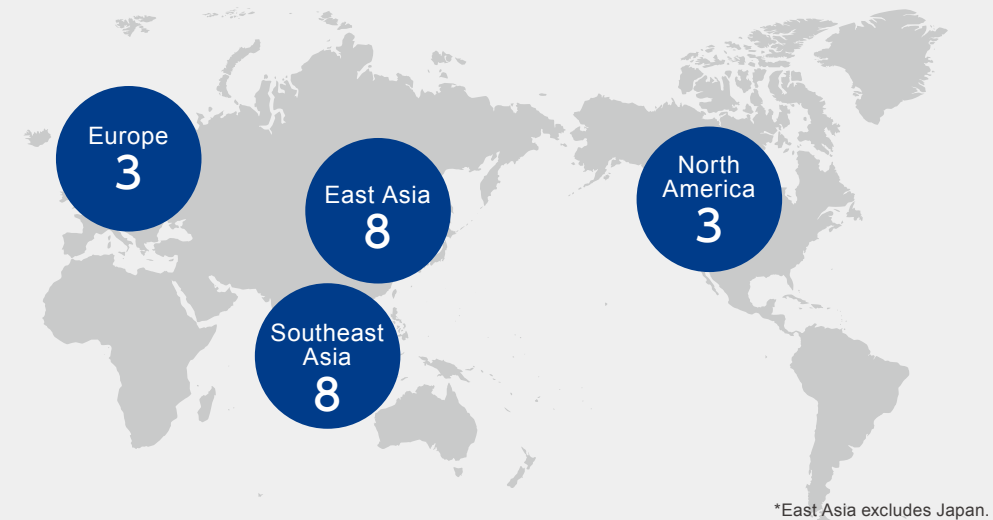 Europe
3
East Asia
8
North
America
3
Southeast
Asia
8
*East Asia excludes Japan.